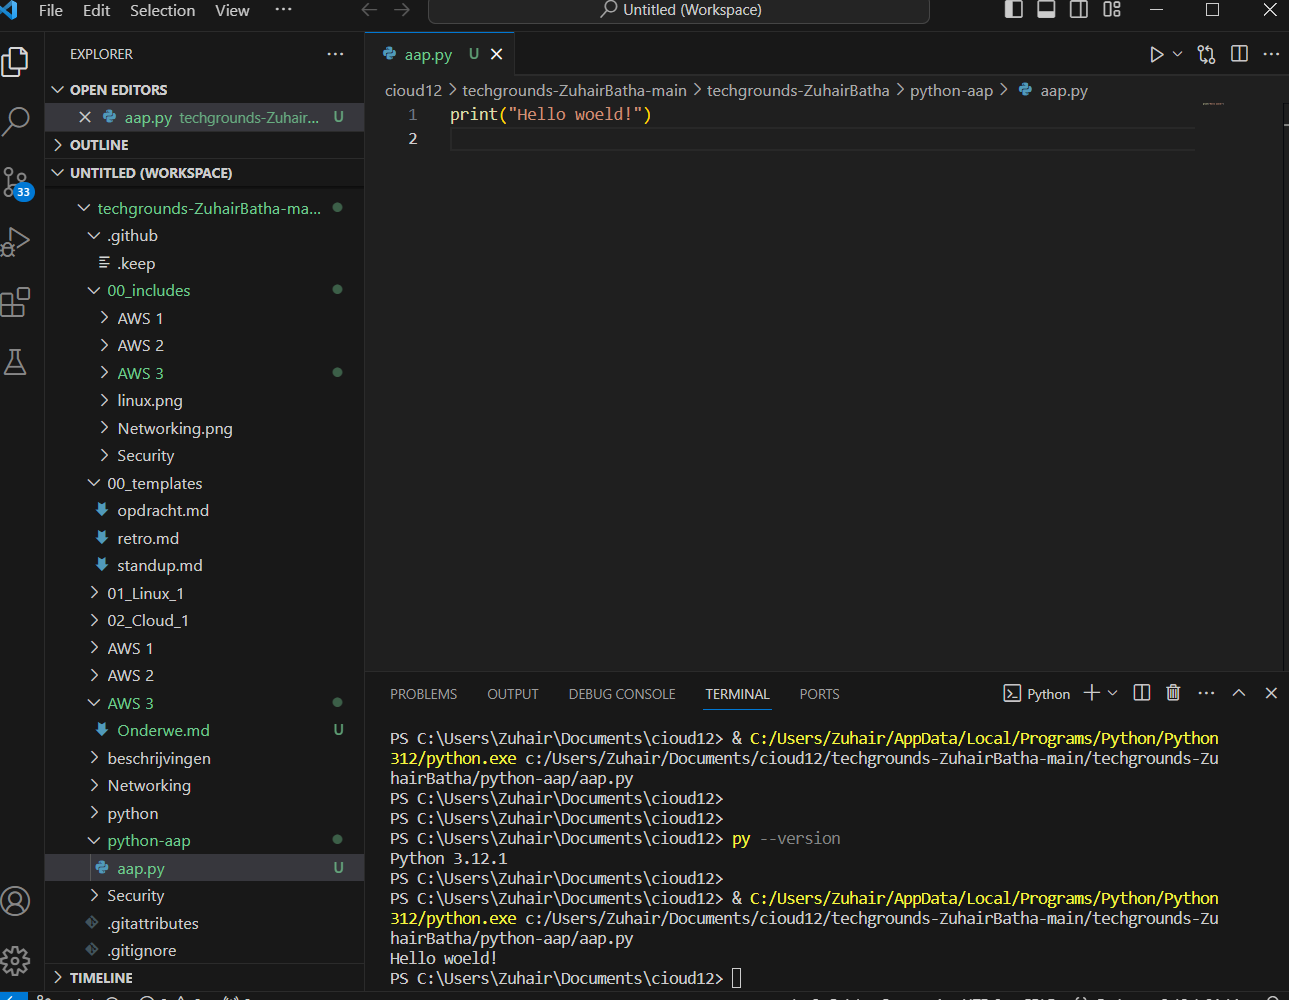 File Edit Selection View ··· Untitled (Workspace)
EXPLORER ···
OPEN EDITORS
aap.py techgrounds-Zuhair... U
OUTLINE
UNTITLED (WORKSPACE)
techgrounds-ZuhairBatha-ma...
.github
.keep
00_includes
AWS 1
AWS 2
AWS 3
linux.png
Networking.png
Security
00_templates
opdracht.md
retro.md
standup.md
01_Linux_1
02_Cloud_1
AWS 1
AWS 2
AWS 3
Onderwe.md U
beschrijvingen
Networking
python
python-aap
aap.py U
Security
.gitattributes
.gitignore
TIMELINE
33
aap.py U
cioud12 > techgrounds-ZuhairBatha-main > techgrounds-ZuhairBatha > python-aap > aap.py
1 print("Hello woeld!")
2
PROBLEMS OUTPUT DEBUG CONSOLE TERMINAL PORTS Python
PS C:\Users\Zuhair\Documents\cioud12> & C:/Users/Zuhair/AppData/Local/Programs/Python/Python
312/python.exe c:/Users/Zuhair/Documents/cioud12/techgrounds-ZuhairBatha-main/techgrounds-Zu
hairBatha/python-aap/aap.py
PS C:\Users\Zuhair\Documents\cioud12>
PS C:\Users\Zuhair\Documents\cioud12>
PS C:\Users\Zuhair\Documents\cioud12> py --version
Python 3.12.1
PS C:\Users\Zuhair\Documents\cioud12>
PS C:\Users\Zuhair\Documents\cioud12> & C:/Users/Zuhair/AppData/Local/Programs/Python/Python
312/python.exe c:/Users/Zuhair/Documents/cioud12/techgrounds-ZuhairBatha-main/techgrounds-Zu
hairBatha/python-aap/aap.py
Hello woeld!
PS C:\Users\Zuhair\Documents\cioud12>